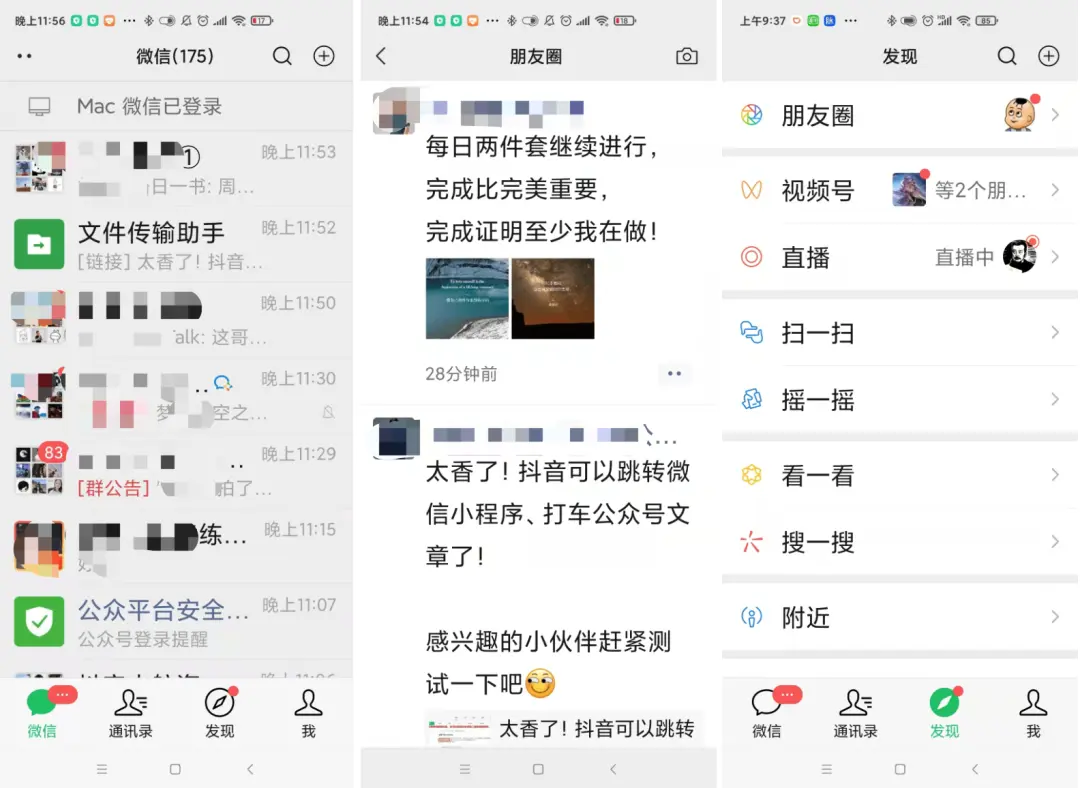 晚上11:56
17
微信(175)
Mac 微信已登录
①
晚上11:53
日一书: 周...
文件传输助手
晚上11:52
[链接] 太香了! 抖音...
晚上11:50
alk: 这哥...
晚上11:30
空之...
83
晚上11:29
[群公告]
拍了...
练...
晚上11:15
公众平台安全...
晚上11:07
公众号登录提醒
微信
通讯录
发现
我
晚上11:54
18
朋友圈
每日两件套继续进行，
完成比完美重要，
完成证明至少我在做！
28分钟前
太香了！抖音可以跳转微
信小程序、打车公众号文
章了！
感兴趣的小伙伴赶紧测
试一下吧
太香了！抖音可以跳转
上午9:37
85
发现
朋友圈
视频号
等2个朋...
直播
直播中
扫一扫
摇一摇
看一看
搜一搜
附近
微信
通讯录
发现
我